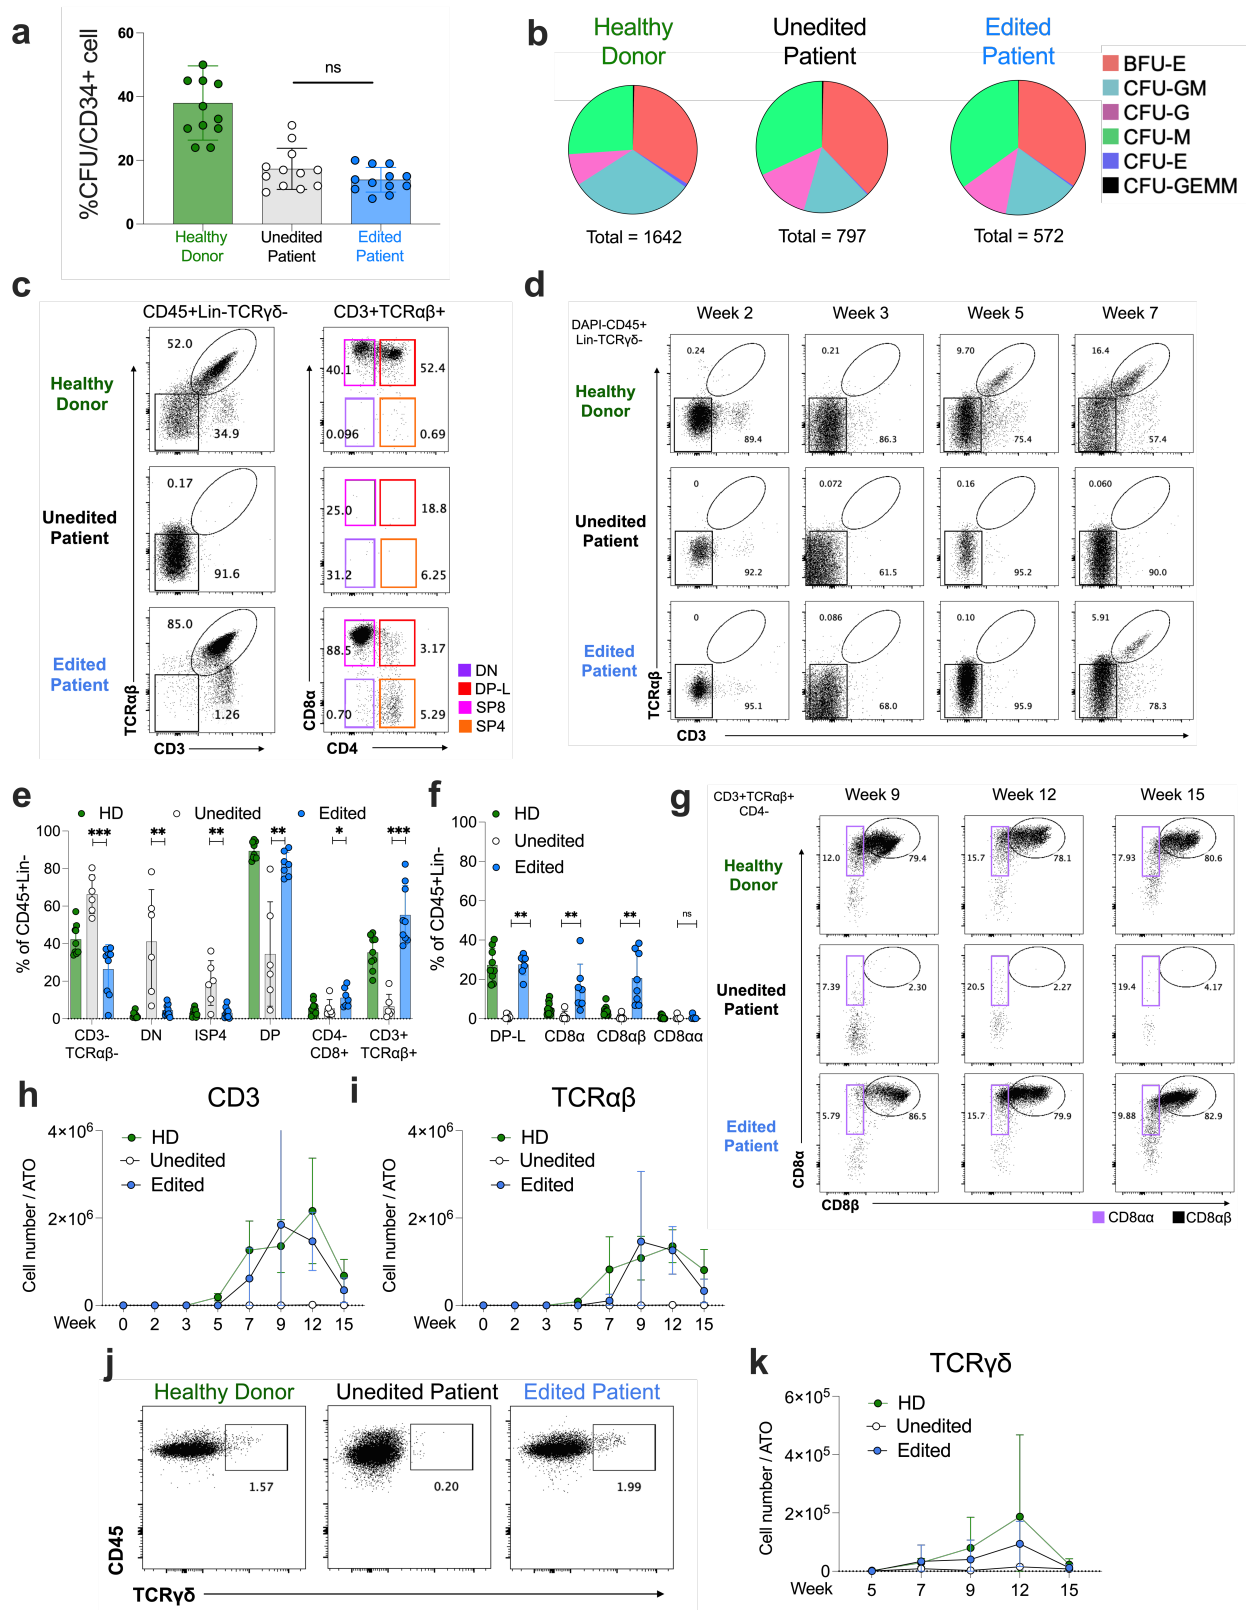 a
%CFU/CD34+ cell
60
40
20
0
ns
Healthy
Donor
Unedited
Patient
Edited
Patient
b
Healthy
Donor
Unedited
Patient
Edited
Patient
Total = 1642
Total = 797
Total = 572
BFU-E
CFU-GM
CFU-G
CFU-M
CFU-E
CFU-GEMM
c
CD45+Lin-TCRγδ-
CD3+TCRαβ+
Healthy
Donor
52.0
34.9
40.1
52.4
0.096
0.69
Unedited
Patient
0.17
91.6
25.0
18.8
31.2
6.25
Edited
Patient
85.0
1.26
88.5
3.17
0.70
5.29
TCRαβ
CD3
CD8α
CD4
DN
DP-L
SP8
SP4
d
DAPI-CD45+
Lin-TCRγδ-
Week 2
Week 3
Week 5
Week 7
Healthy
Donor
0.24
89.4
0.21
86.3
9.70
75.4
16.4
57.4
Unedited
Patient
0
92.2
0.072
61.5
0.16
95.2
0.060
90.0
Edited
Patient
0
95.1
0.086
68.0
0.10
95.9
5.91
78.3
TCRαβ
CD3
e
HD
Unedited
Edited
% of CD45+Lin-
100
80
60
40
20
0
***
**
**
**
*
***
CD3-
TCRαβ-
DN
ISP4
DP
CD4-
CD8+
CD3+
TCRαβ+
f
HD
Unedited
Edited
% of CD45+Lin-
100
80
60
40
20
0
**
**
**
ns
DP-L
CD8α
CD8αβ
CD8αα
g
CD3+TCRαβ+
CD4-
Week 9
Week 12
Week 15
Healthy
Donor
12.0
79.4
15.7
78.1
7.93
80.6
Unedited
Patient
7.39
2.30
20.5
2.27
19.4
4.17
Edited
Patient
5.79
86.5
15.7
79.9
9.88
82.9
CD8α
CD8β
CD8αα
CD8αβ
h
CD3
Cell number / ATO
4×10⁶
2×10⁶
0
HD
Unedited
Edited
Week
0
2
3
5
7
9
12
15
i
TCRαβ
Cell number / ATO
4×10⁶
2×10⁶
0
HD
Unedited
Edited
Week
0
2
3
5
7
9
12
15
j
Healthy Donor
Unedited Patient
Edited Patient
1.57
0.20
1.99
CD45
TCRγδ
k
TCRγδ
Cell number / ATO
6×10⁵
4×10⁵
2×10⁵
0
HD
Unedited
Edited
Week
5
7
9
12
15